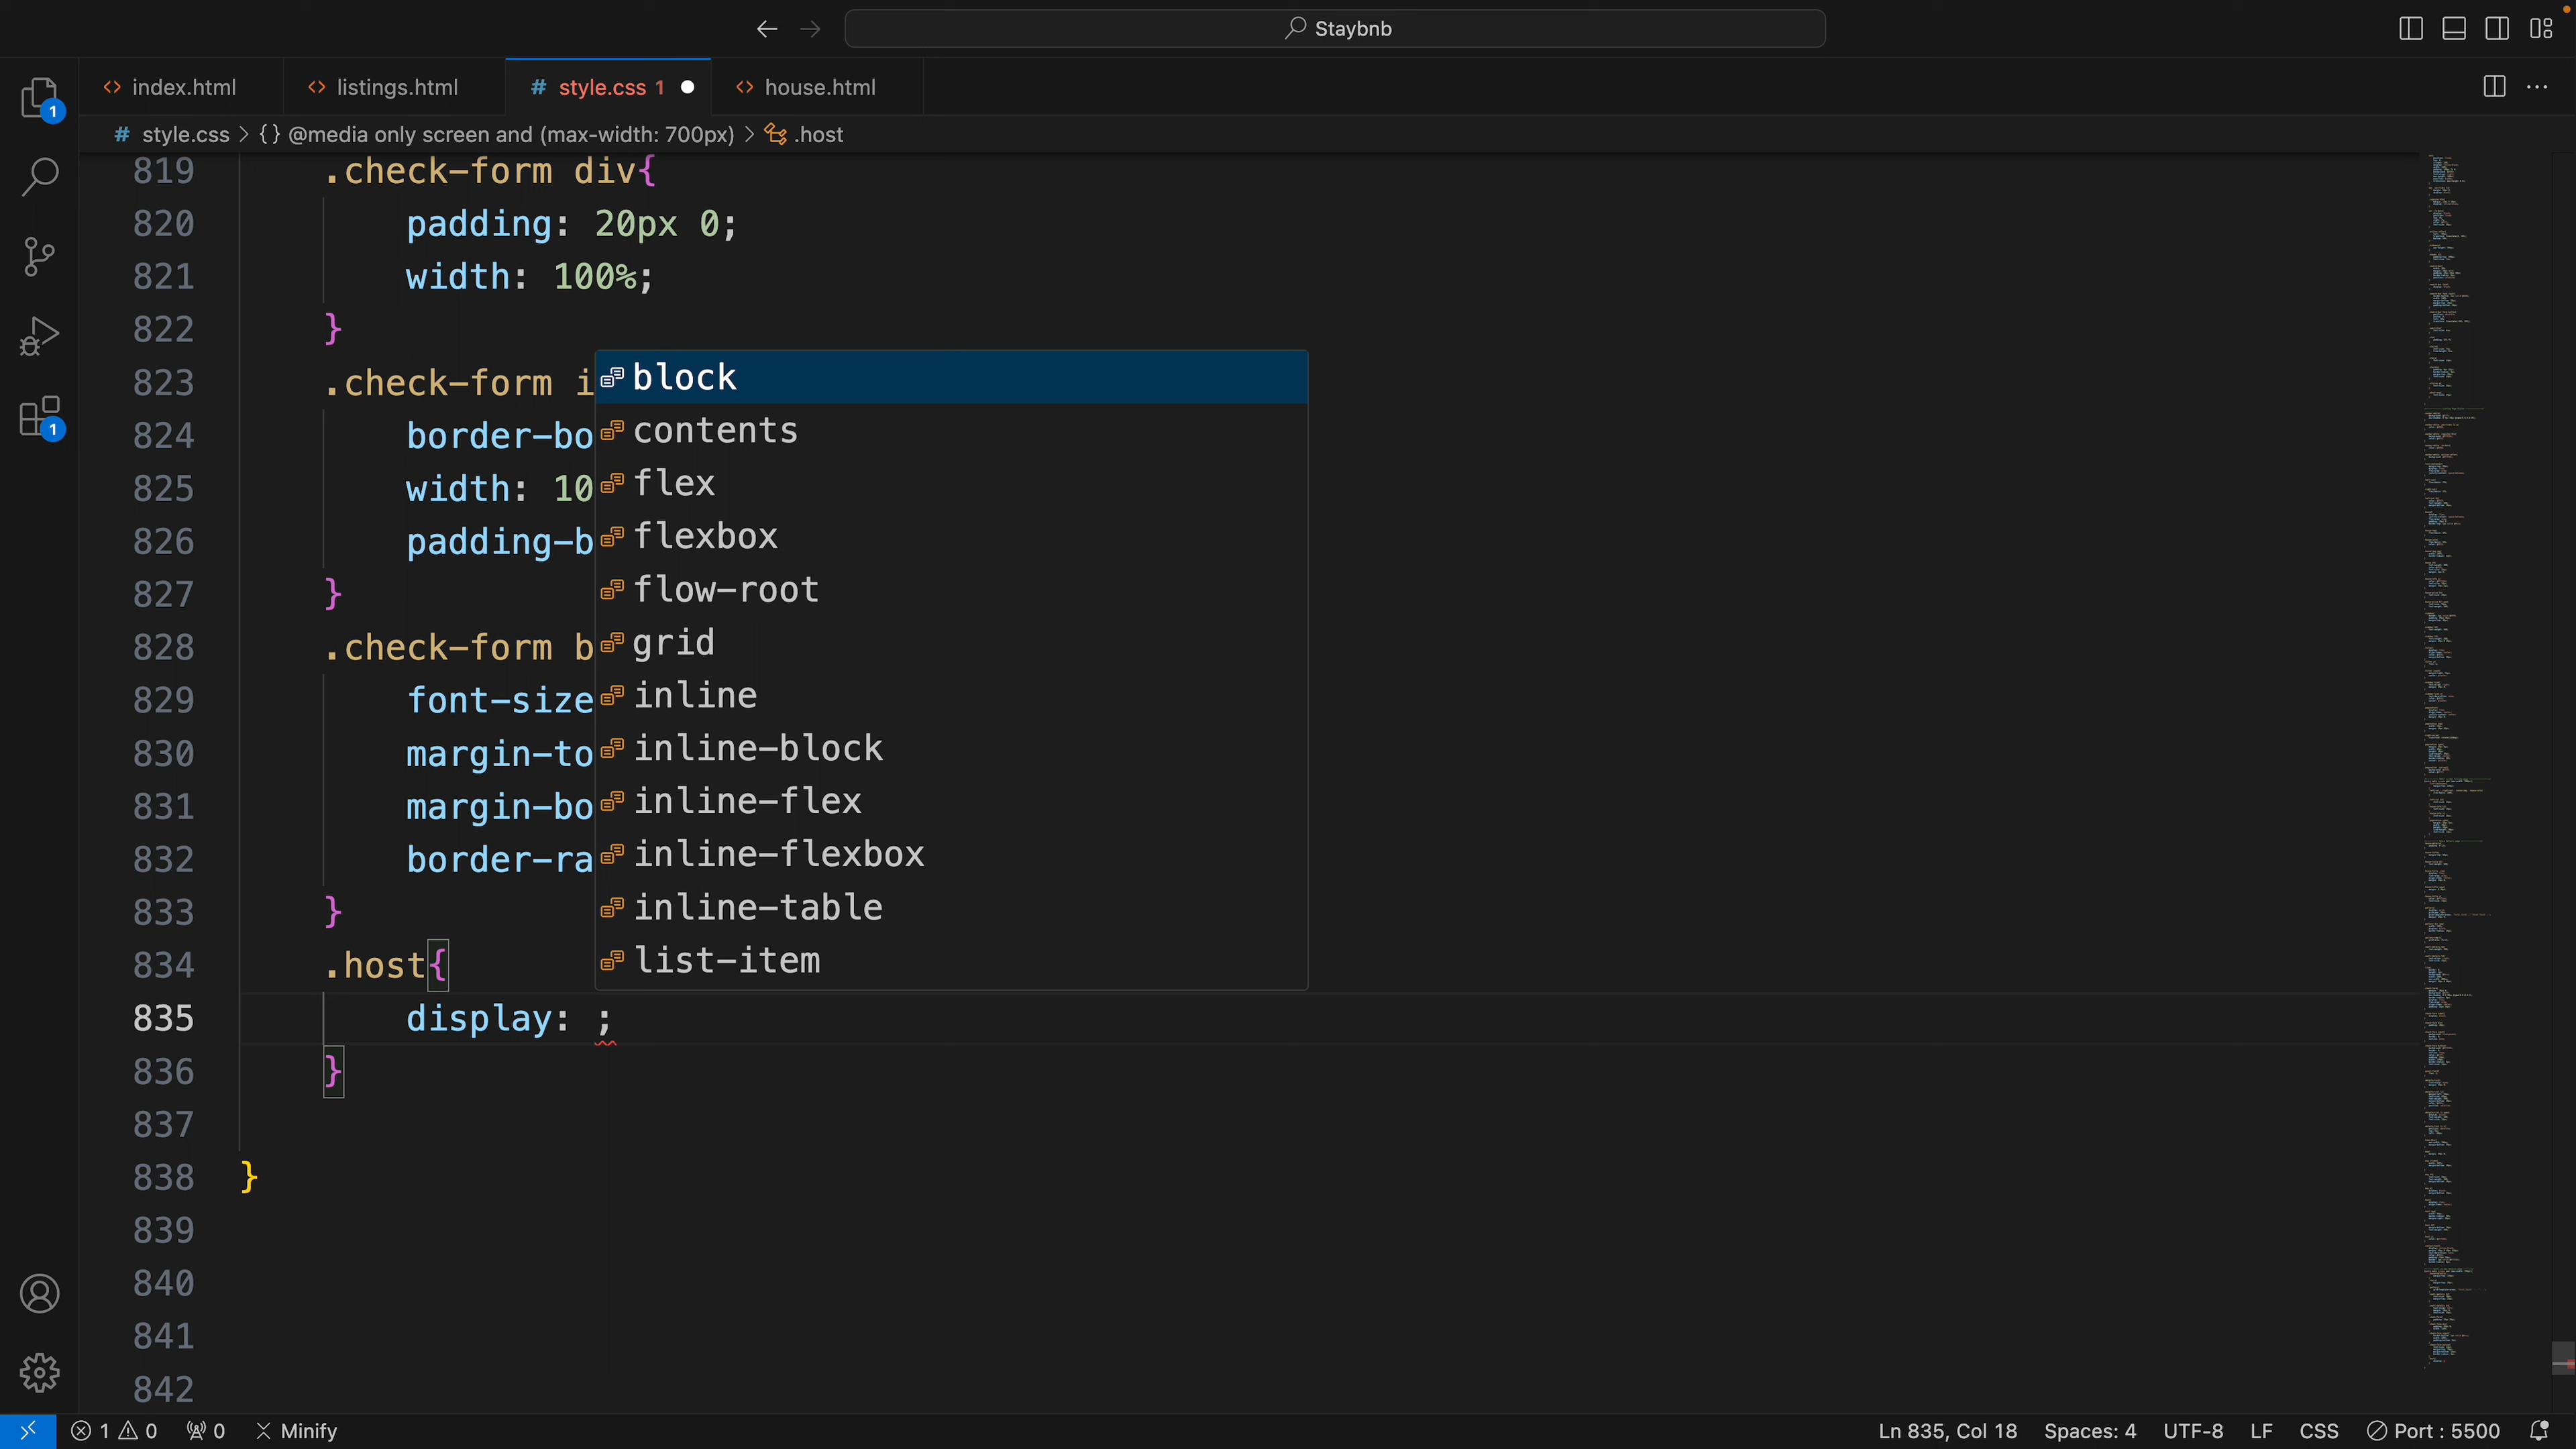 Staybnb
index.html
listings.html
# style.css 1
house.html
# style.css > {} @media only screen and (max-width: 700px) > .host
819 .check-form div{
820 padding: 20px 0;
821 width: 100%;
822 }
823 .check-form i
824 border-bo
825 width: 10
826 padding-b
827 }
828 .check-form b
829 font-size
830 margin-to
831 margin-bo
832 border-ra
833 }
834 .host{
835 display: ;
836 }
837
838 }
839
840
841
842
block
contents
flex
flexbox
flow-root
grid
inline
inline-block
inline-flex
inline-flexbox
inline-table
list-item
1
1
1 0 0 Minify
Ln 835, Col 18 Spaces: 4 UTF-8 LF CSS Port : 5500